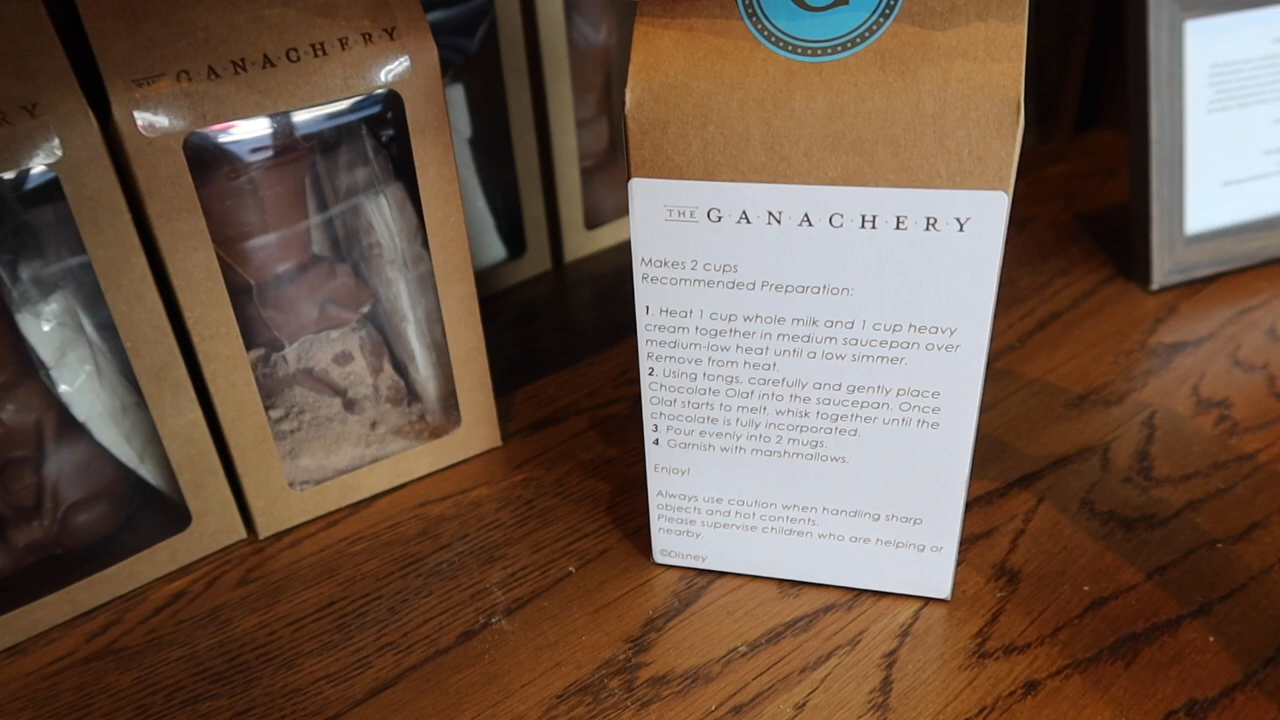 THE G·A·N·A·C·H·E·R·Y
R Y
G
THE G·A·N·A·C·H·E·R·Y
Makes 2 cups
Recommended Preparation:
1. Heat 1 cup whole milk and 1 cup heavy
cream together in medium saucepan over
medium-low heat until a low simmer.
Remove from heat.
2. Using tongs, carefully and gently place
Chocolate Olaf into the saucepan. Once
Olaf starts to melt, whisk together until the
chocolate is fully incorporated.
3. Pour evenly into 2 mugs.
4. Garnish with marshmallows.
Enjoy!
Always use caution when handling sharp
objects and hot contents.
Please supervise children who are helping or
nearby.
©Disney